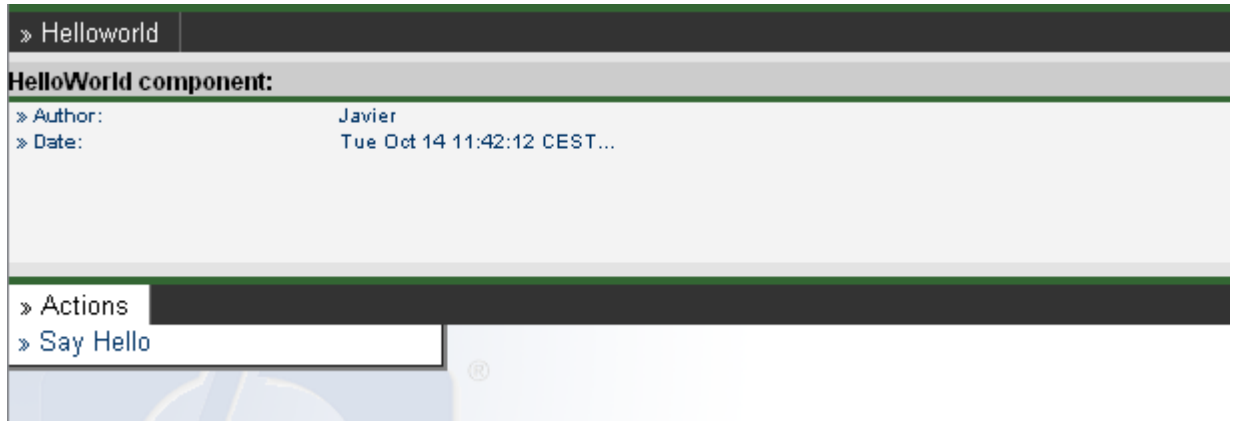 » Helloworld
HelloWorld component:
» Author: Javier
» Date: Tue Oct 14 11:42:12 CEST...
» Actions
» Say Hello
®